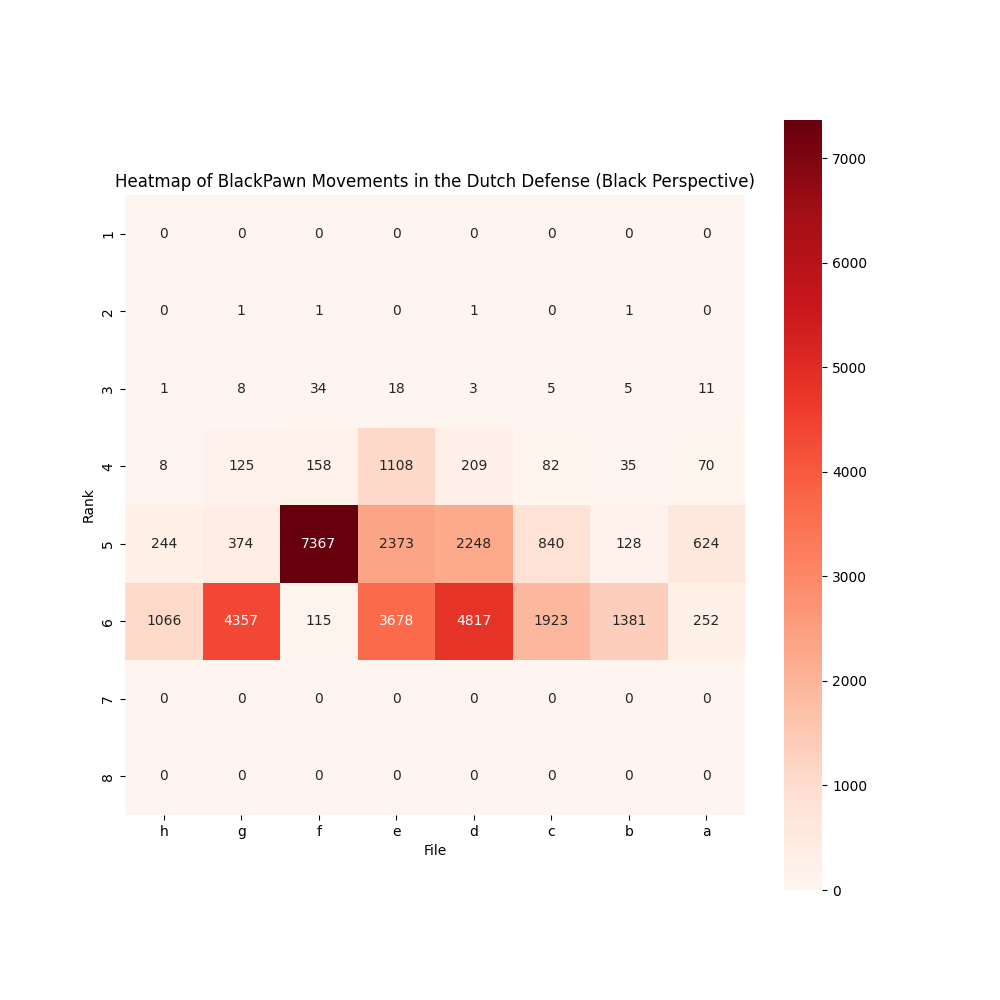 Heatmap of BlackPawn Movements in the Dutch Defense (Black Perspective)
1 0 0 0 0 0 0 0 0
2 0 1 1 0 1 0 1 0
3 1 8 34 18 3 5 5 11
4 8 125 158 1108 209 82 35 70
5 244 374 7367 2373 2248 840 128 624
6 1066 4357 115 3678 4817 1923 1381 252
7 0 0 0 0 0 0 0 0
8 0 0 0 0 0 0 0 0
h g f e d c b a
File
Rank
7000
6000
5000
4000
3000
2000
1000
0